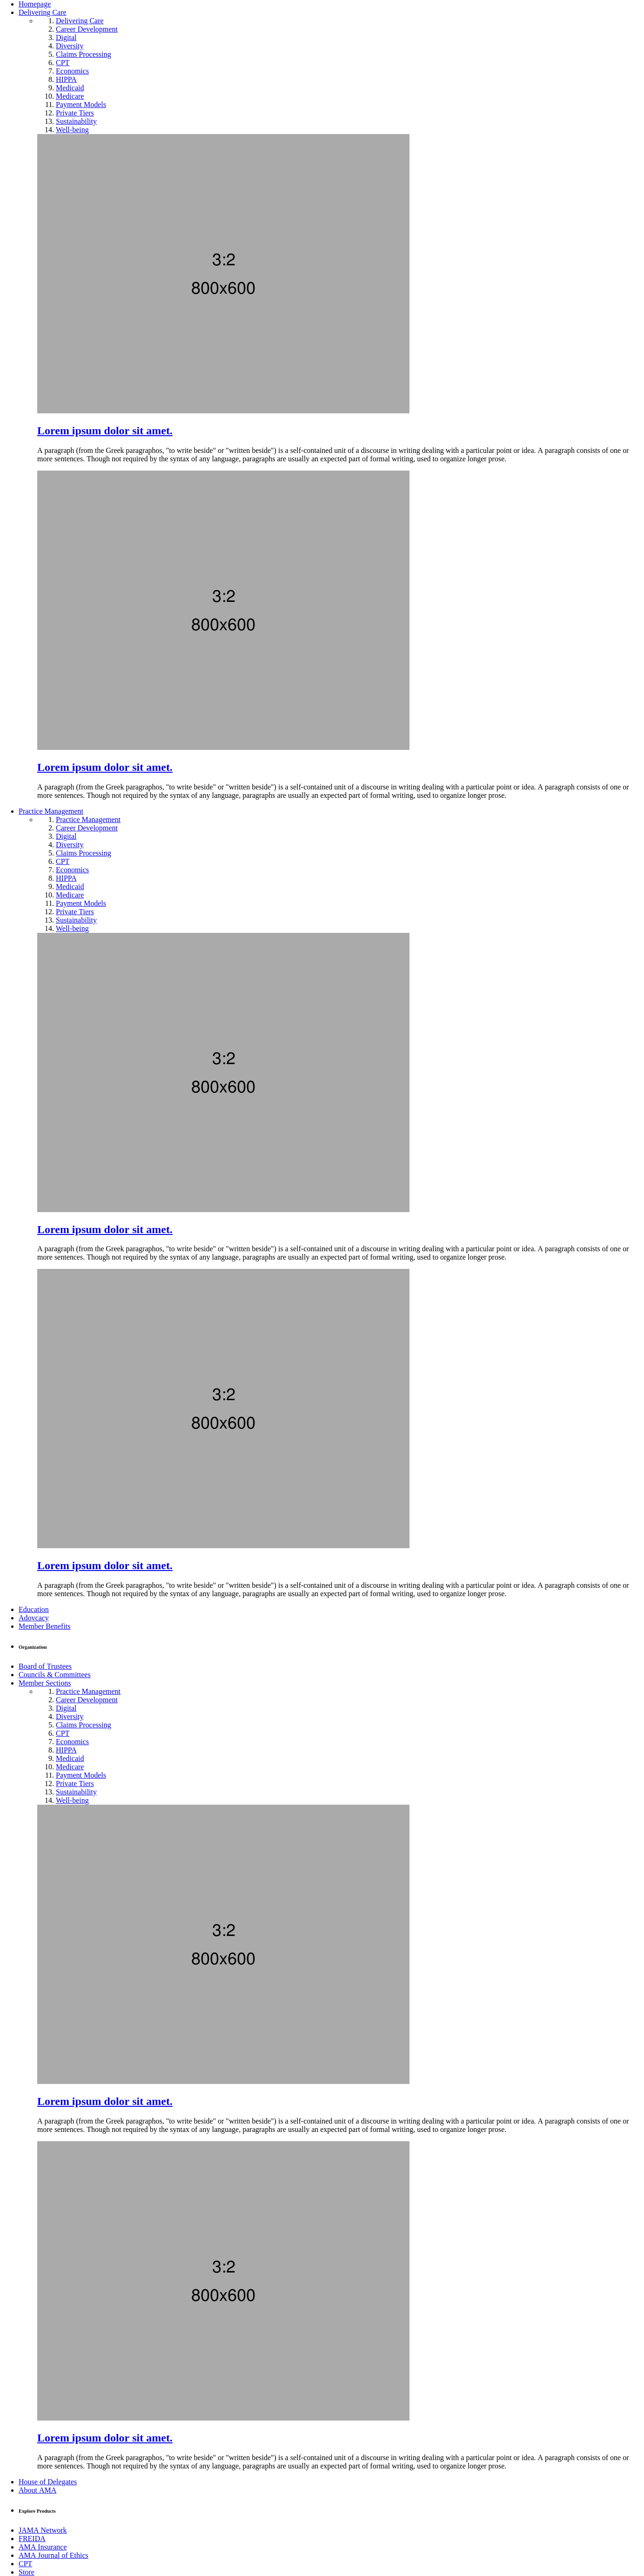 Homepage
Delivering Care
1. Delivering Care
2. Career Development
3. Digital
4. Diversity
5. Claims Processing
6. CPT
7. Economics
8. HIPPA
9. Medicaid
10. Medicare
11. Payment Models
12. Private Tiers
13. Sustainability
14. Well-being
3:2
800x600
Lorem ipsum dolor sit amet.
A paragraph (from the Greek paragraphos, "to write beside" or "written beside") is a self-contained unit of a discourse in writing dealing with a particular point or idea. A paragraph consists of one or
more sentences. Though not required by the syntax of any language, paragraphs are usually an expected part of formal writing, used to organize longer prose.
3:2
800x600
Lorem ipsum dolor sit amet.
A paragraph (from the Greek paragraphos, "to write beside" or "written beside") is a self-contained unit of a discourse in writing dealing with a particular point or idea. A paragraph consists of one or
more sentences. Though not required by the syntax of any language, paragraphs are usually an expected part of formal writing, used to organize longer prose.
Practice Management
1. Practice Management
2. Career Development
3. Digital
4. Diversity
5. Claims Processing
6. CPT
7. Economics
8. HIPPA
9. Medicaid
10. Medicare
11. Payment Models
12. Private Tiers
13. Sustainability
14. Well-being
3:2
800x600
Lorem ipsum dolor sit amet.
A paragraph (from the Greek paragraphos, "to write beside" or "written beside") is a self-contained unit of a discourse in writing dealing with a particular point or idea. A paragraph consists of one or
more sentences. Though not required by the syntax of any language, paragraphs are usually an expected part of formal writing, used to organize longer prose.
3:2
800x600
Lorem ipsum dolor sit amet.
A paragraph (from the Greek paragraphos, "to write beside" or "written beside") is a self-contained unit of a discourse in writing dealing with a particular point or idea. A paragraph consists of one or
more sentences. Though not required by the syntax of any language, paragraphs are usually an expected part of formal writing, used to organize longer prose.
Education
Adovcacy
Member Benefits
Organization
Board of Trustees
Councils & Committees
Member Sections
1. Practice Management
2. Career Development
3. Digital
4. Diversity
5. Claims Processing
6. CPT
7. Economics
8. HIPPA
9. Medicaid
10. Medicare
11. Payment Models
12. Private Tiers
13. Sustainability
14. Well-being
3:2
800x600
Lorem ipsum dolor sit amet.
A paragraph (from the Greek paragraphos, "to write beside" or "written beside") is a self-contained unit of a discourse in writing dealing with a particular point or idea. A paragraph consists of one or
more sentences. Though not required by the syntax of any language, paragraphs are usually an expected part of formal writing, used to organize longer prose.
3:2
800x600
Lorem ipsum dolor sit amet.
A paragraph (from the Greek paragraphos, "to write beside" or "written beside") is a self-contained unit of a discourse in writing dealing with a particular point or idea. A paragraph consists of one or
more sentences. Though not required by the syntax of any language, paragraphs are usually an expected part of formal writing, used to organize longer prose.
House of Delegates
About AMA
Explore Products
JAMA Network
FREIDA
AMA Insurance
AMA Journal of Ethics
CPT
Store